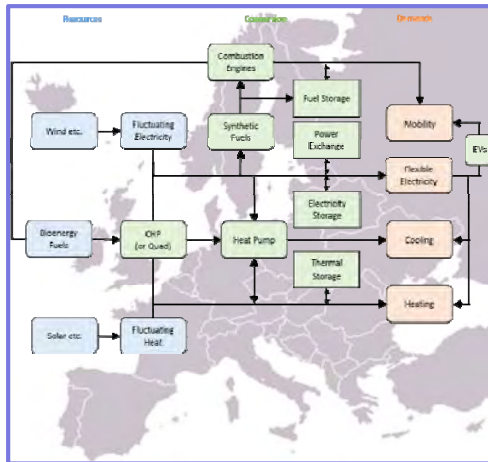 Resources
Conversion
Demands
Combustion
Engines
Fuel Storage
Wind etc.
Fluctuating
Electricity
Synthetic
Fuels
Power
Exchange
Mobility
EVs
Flexible
Electricity
Electricity
Storage
Bioenergy
Fuels
CHP
(or Quad)
Heat Pump
Cooling
Thermal
Storage
Heating
Solar etc.
Fluctuating
Heat